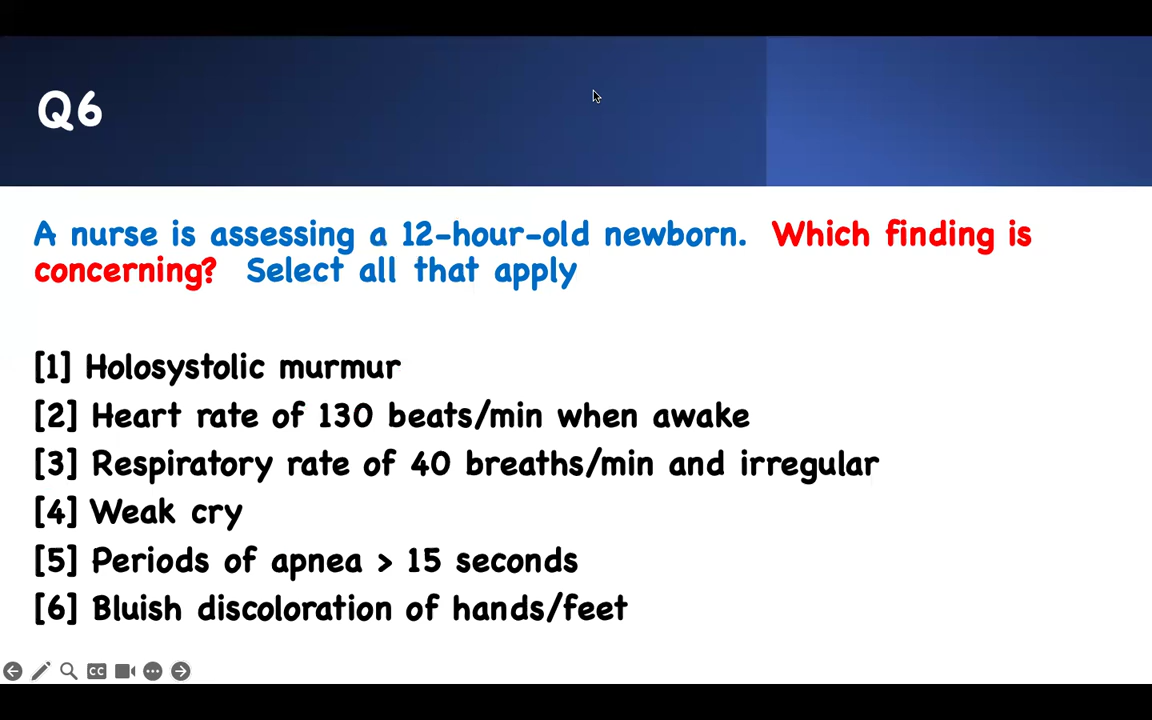 Q6
A nurse is assessing a 12-hour-old newborn. Which finding is
concerning? Select all that apply
[1] Holosystolic murmur
[2] Heart rate of 130 beats/min when awake
[3] Respiratory rate of 40 breaths/min and irregular
[4] Weak cry
[5] Periods of apnea > 15 seconds
[6] Bluish discoloration of hands/feet
CC